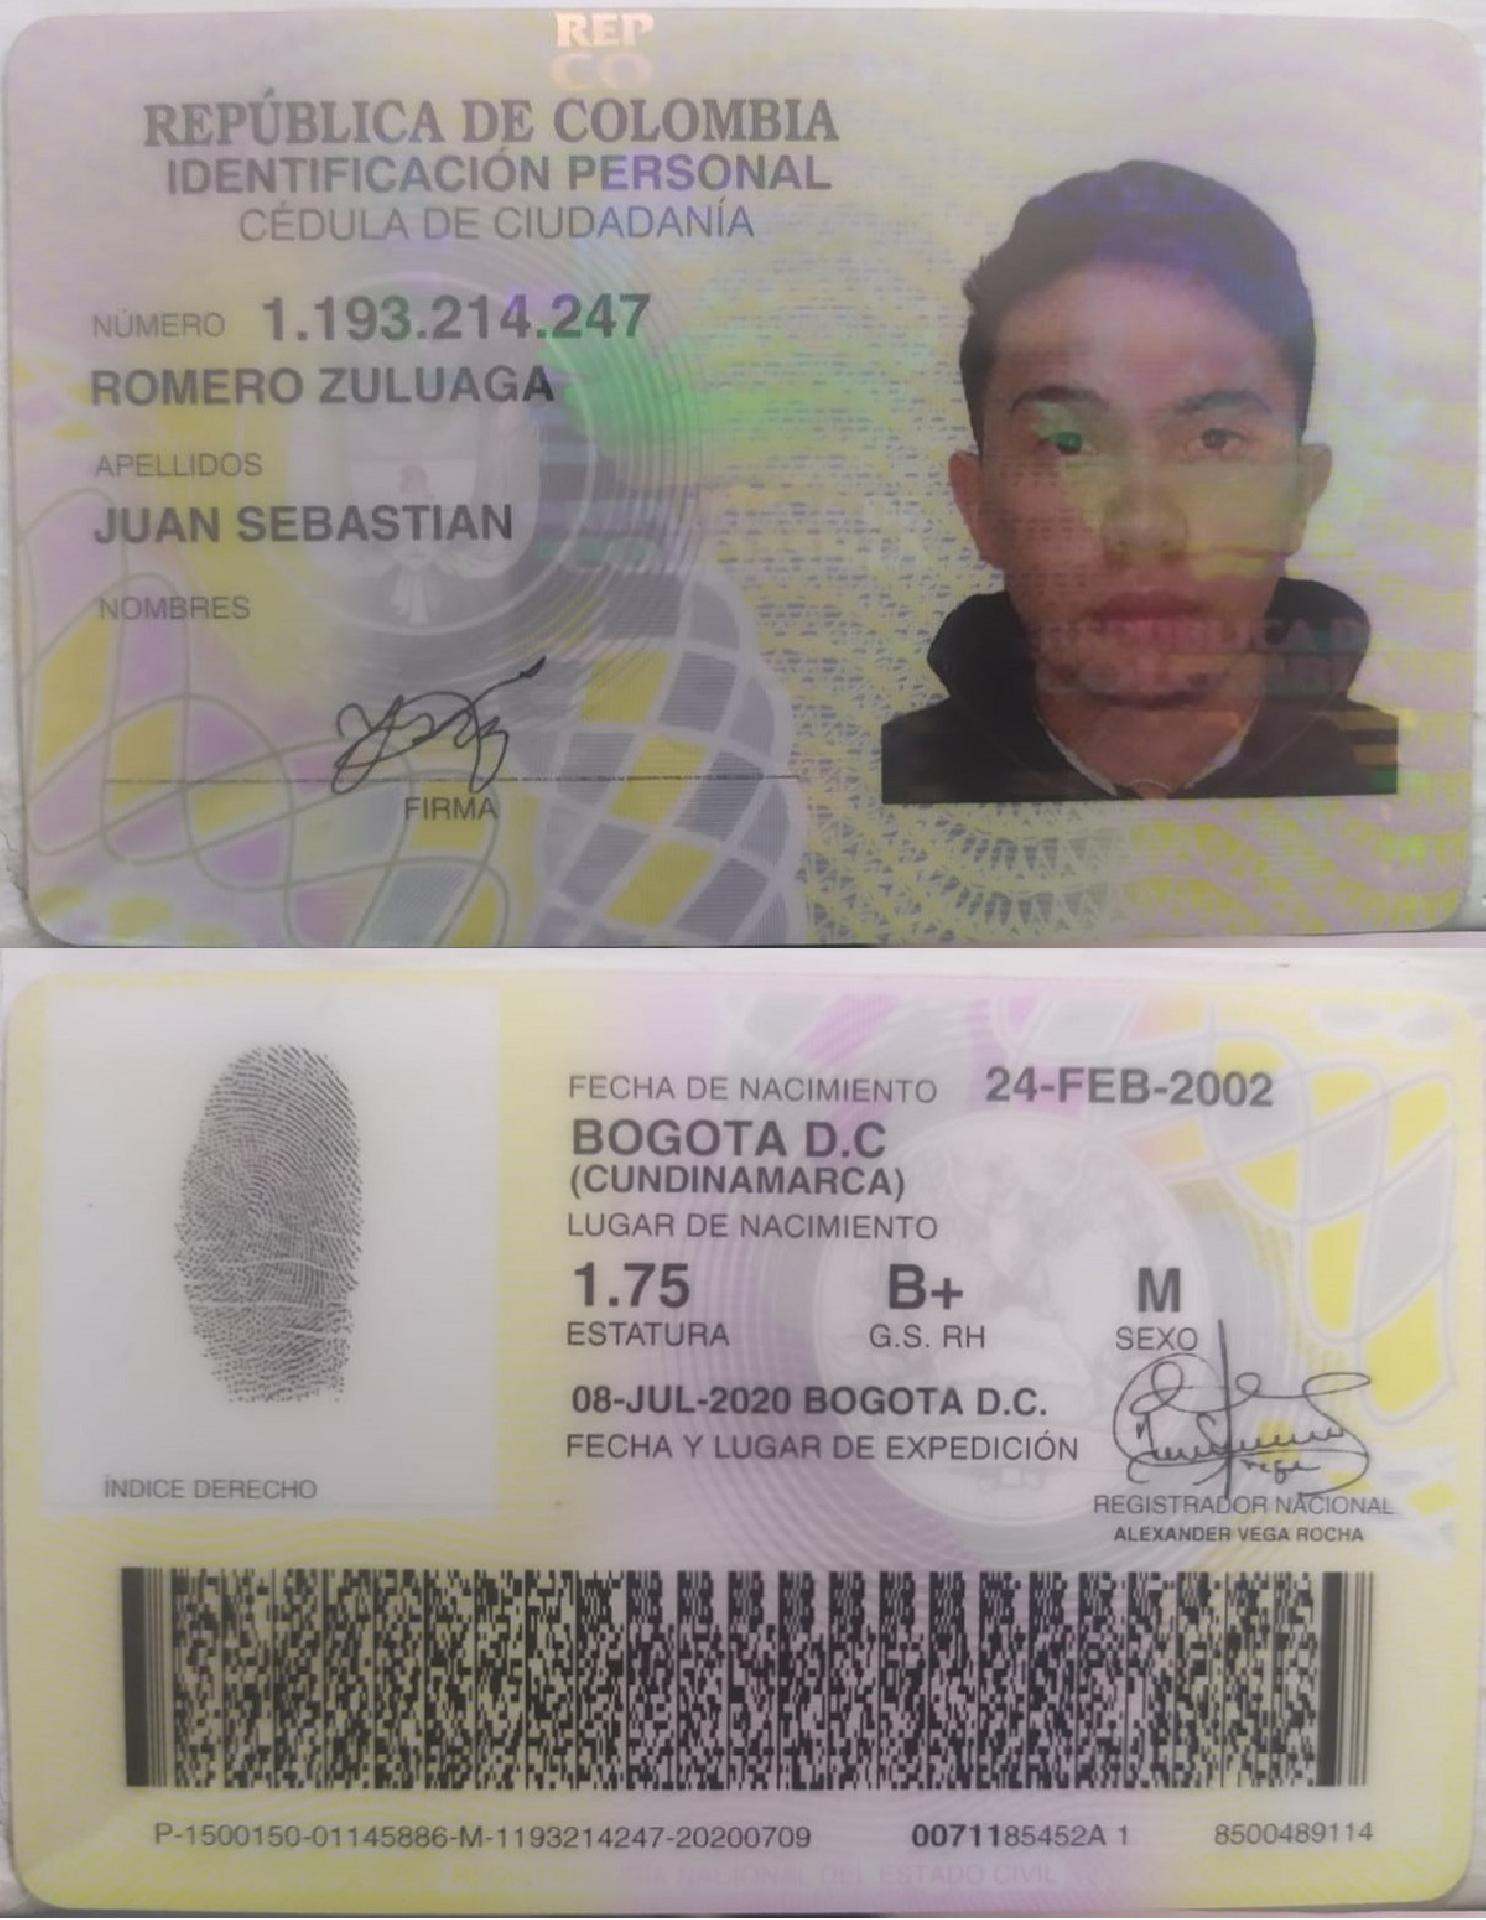 REP
CO
REPÚBLICA DE COLOMBIA
IDENTIFICACIÓN PERSONAL
CÉDULA DE CIUDADANÍA
NÚMERO 1.193.214.247
ROMERO ZULUAGA
APELLIDOS
JUAN SEBASTIAN
NOMBRES
FIRMA
FECHA DE NACIMIENTO 24-FEB-2002
BOGOTA D.C
(CUNDINAMARCA)
LUGAR DE NACIMIENTO
1.75 B+ M
ESTATURA G.S. RH SEXO
08-JUL-2020 BOGOTA D.C.
FECHA Y LUGAR DE EXPEDICIÓN
ÍNDICE DERECHO
REGISTRADOR NACIONAL
ALEXANDER VEGA ROCHA
P-1500150-01145886-M-1193214247-20200709 0071185452A 1 8500489114
NACIONAL DEL ESTADO CIVIL